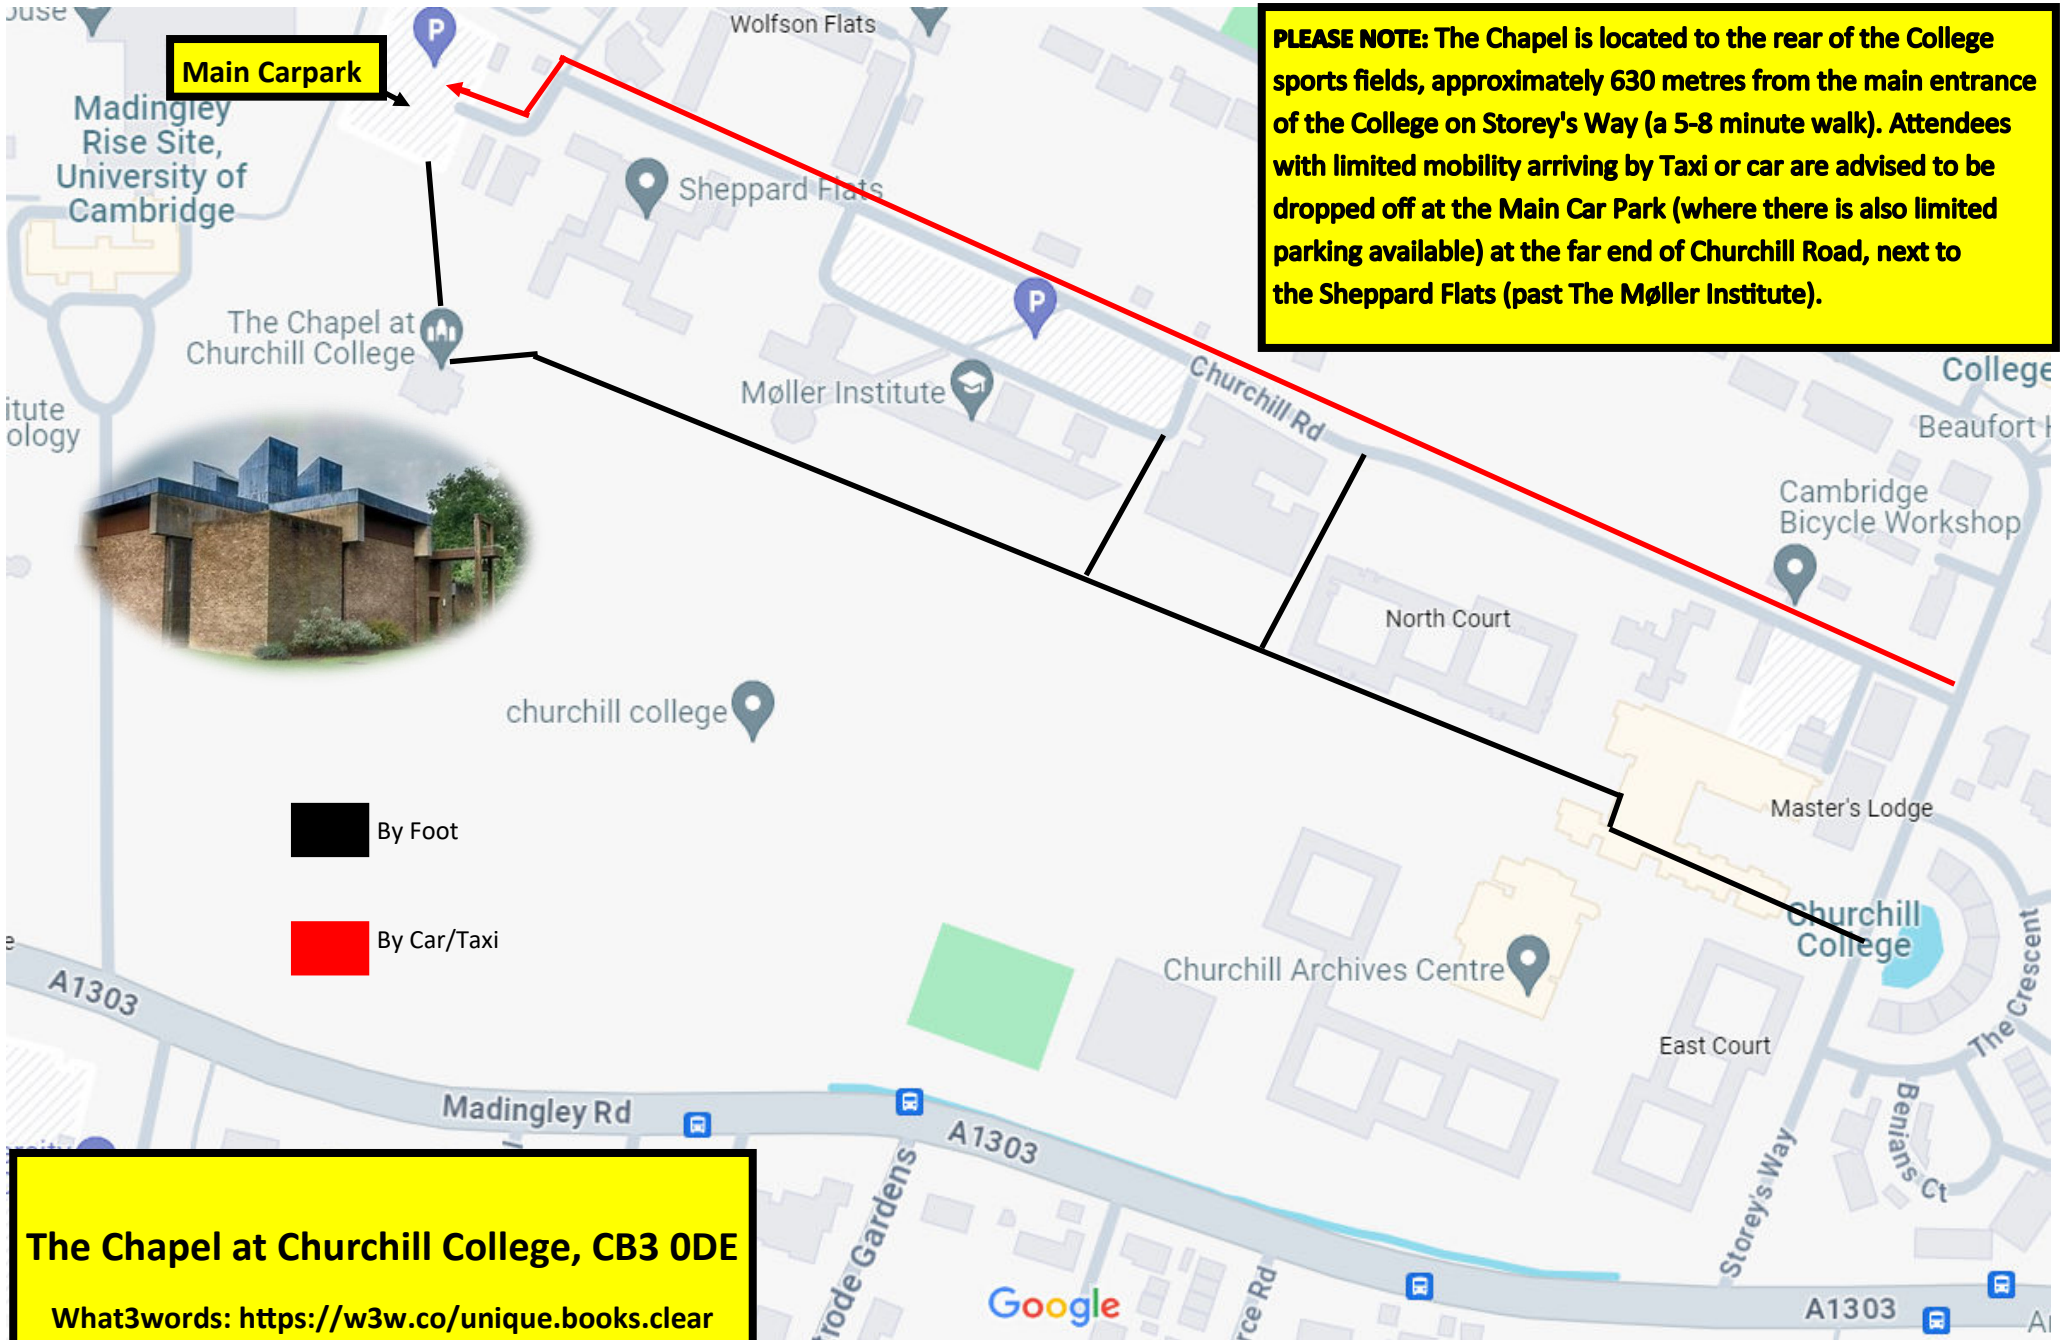 ouse
Wolfson Flats
Main Carpark
PLEASE NOTE: The Chapel is located to the rear of the College
sports fields, approximately 630 metres from the main entrance
of the College on Storey's Way (a 5-8 minute walk). Attendees
with limited mobility arriving by Taxi or car are advised to be
dropped off at the Main Car Park (where there is also limited
parking available) at the far end of Churchill Road, next to
the Sheppard Flats (past The Møller Institute).
P
Madingley
Rise Site,
University of
Cambridge
Sheppard Flats
P
The Chapel at
Churchill College
Møller Institute
Churchill Rd
College
Beaufort H
itute
ology
Cambridge
Bicycle Workshop
North Court
churchill college
Master's Lodge
By Foot
By Car/Taxi
Churchill
College
Churchill Archives Centre
The Crescent
East Court
A1303
Madingley Rd
A1303
Benians Ct
Storey's Way
trode Gardens
rce Rd
A1303
The Chapel at Churchill College, CB3 0DE
What3words: https://w3w.co/unique.books.clear
Google